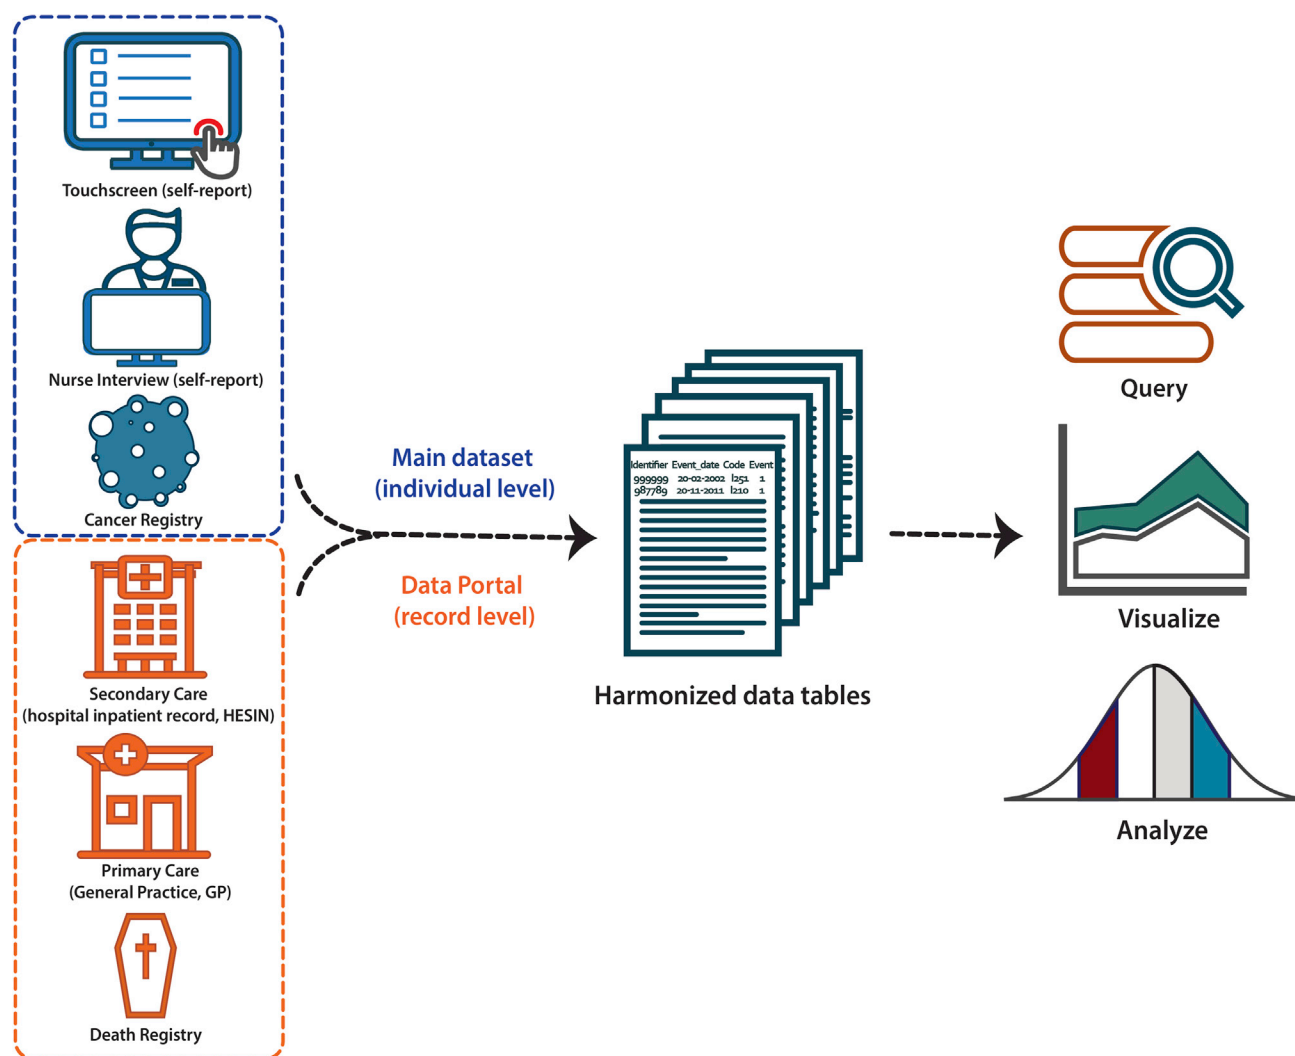 Touchscreen (self-report)
Nurse Interview (self-report)
Cancer Registry
Secondary Care
(hospital inpatient record, HESIN)
Primary Care
(General Practice, GP)
Death Registry
Main dataset
(individual level)
Data Portal
(record level)
Identifier Event_date Code Event
999999 20-02-2002 I251 1
987789 20-11-2011 I210 1
Harmonized data tables
Query
Visualize
Analyze